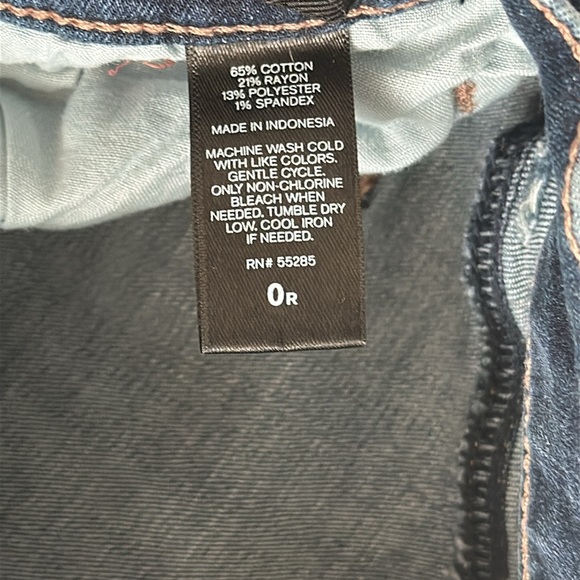 65% COTTON
21% RAYON
13% POLYESTER
1% SPANDEX
MADE IN INDONESIA
MACHINE WASH COLD
WITH LIKE COLORS.
GENTLE CYCLE.
ONLY NON-CHLORINE
BLEACH WHEN
NEEDED. TUMBLE DRY
LOW. COOL IRON
IF NEEDED.
RN# 55285
0R